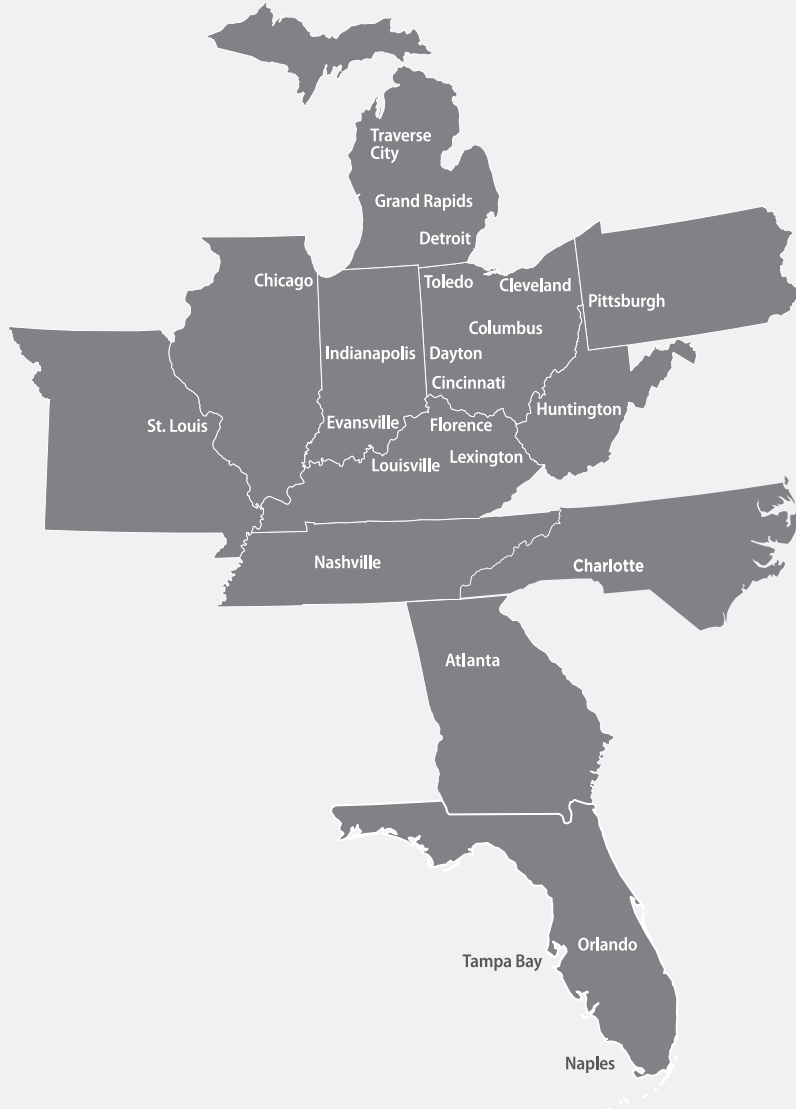 Traverse
City
Grand Rapids
Detroit
Chicago
Toledo
Cleveland
Pittsburgh
Columbus
Indianapolis
Dayton
Cincinnati
Huntington
St. Louis
Evansville
Florence
Louisville
Lexington
Nashville
Charlotte
Atlanta
Orlando
Tampa Bay
Naples